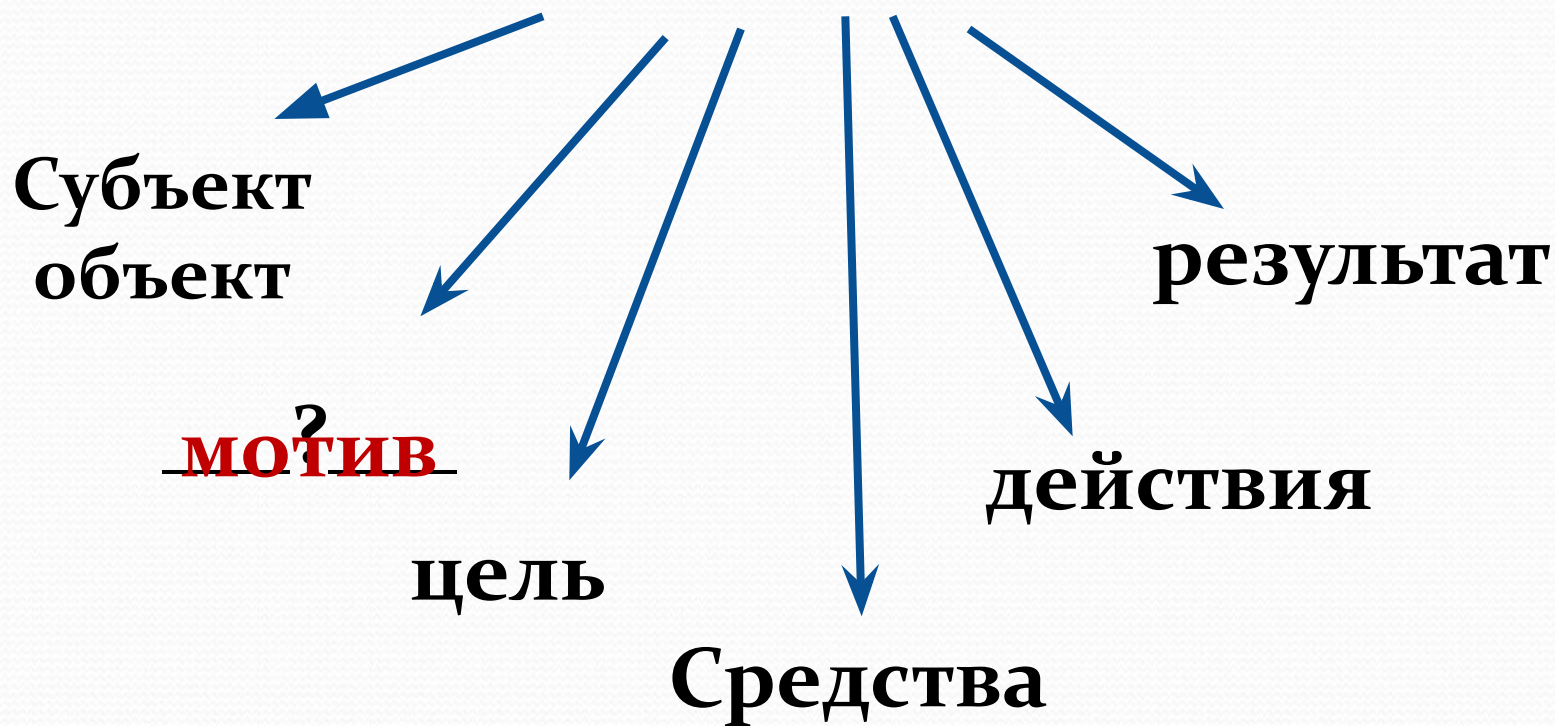 Субъект
объект
результат
?
мотив
действия
цель
Средства